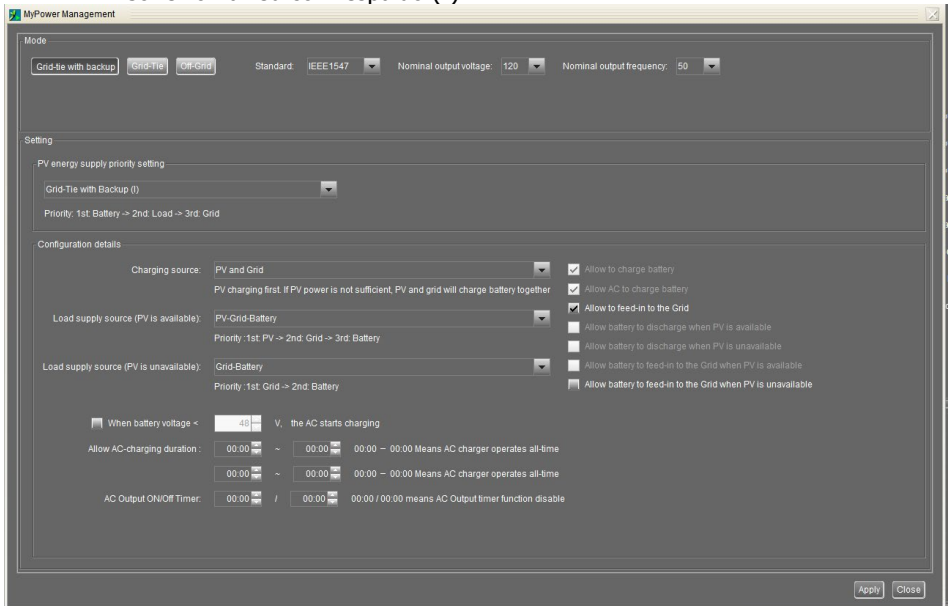 MyPower Management
Mode
Grid-tie with backup Grid-Tie Off-Grid Standard: IEEE1547 Nominal output voltage: 120 Nominal output frequency: 50
Setting
PV energy supply priority setting
Grid-Tie with Backup (I)
Priority: 1st: Battery -> 2nd: Load -> 3rd: Grid
Configuration details
Charging source: PV and Grid
PV charging first. If PV power is not sufficient, PV and grid will charge battery together
Load supply source (PV is available): PV-Grid-Battery
Priority :1st: PV -> 2nd: Grid -> 3rd: Battery
Load supply source (PV is unavailable): Grid-Battery
Priority :1st: Grid -> 2nd: Battery
Allow to charge battery
Allow AC to charge battery
Allow to feed-in to the Grid
Allow battery to discharge when PV is available
Allow battery to discharge when PV is unavailable
Allow battery to feed-in to the Grid when PV is available
Allow battery to feed-in to the Grid when PV is unavailable
When battery voltage < 48 V, the AC starts charging
Allow AC-charging duration : 00:00 ~ 00:00 00:00 – 00:00 Means AC charger operates all-time
00:00 ~ 00:00 00:00 – 00:00 Means AC charger operates all-time
AC Output ON/Off Timer: 00:00 / 00:00 00:00 / 00:00 means AC Output timer function disable
Apply Close